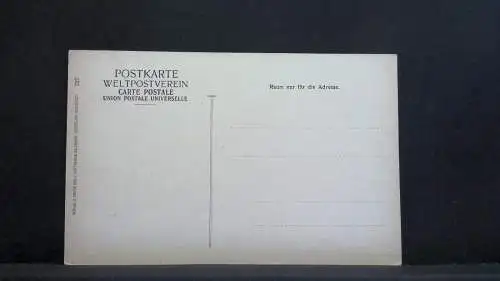 POSTKARTE
WELTPOSTVEREIN
CARTE POSTALE
UNION POSTALE UNIVERSELLE
Raum nur für die Adresse.